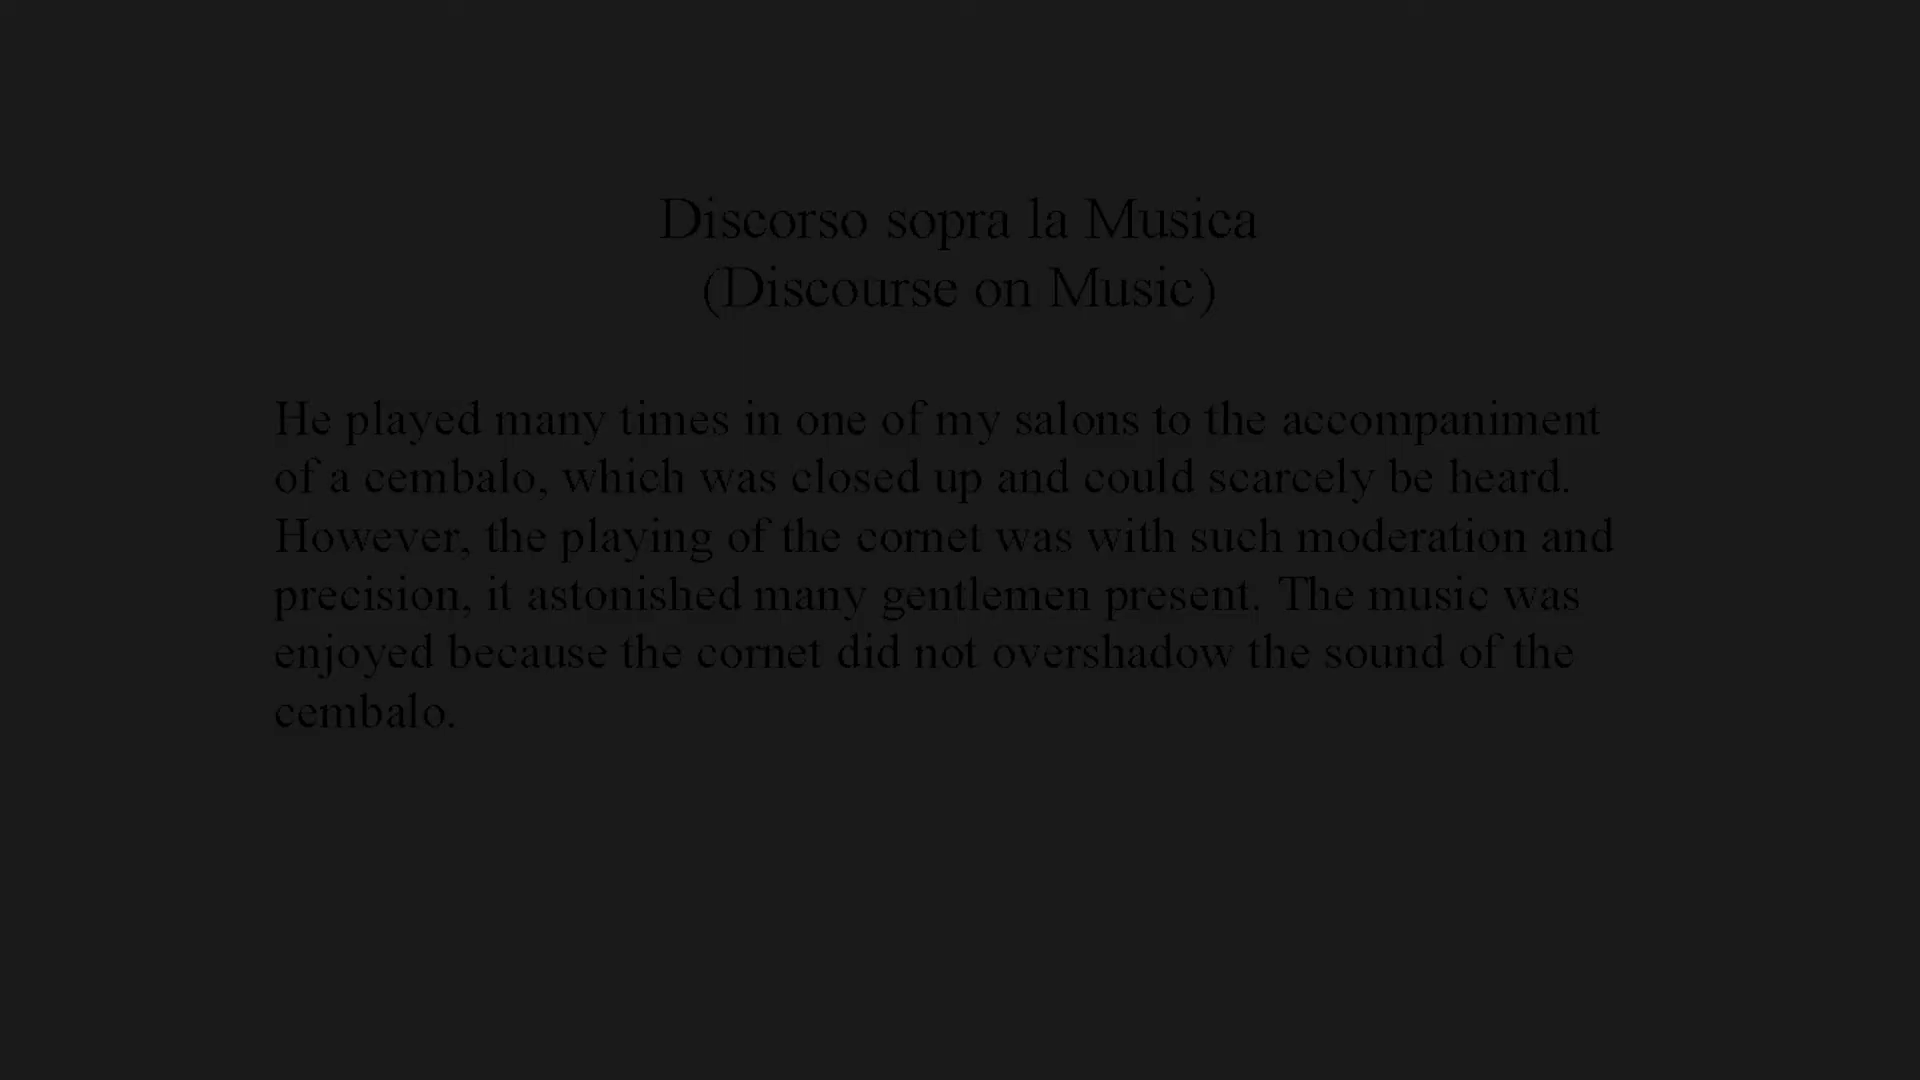 Discorso sopra la Musica
(Discourse on Music)
He played many times in one of my salons to the accompaniment
of a cembalo, which was closed up and could scarcely be heard.
However, the playing of the cornet was with such moderation and
precision, it astonished many gentlemen present. The music was
enjoyed because the cornet did not overshadow the sound of the
cembalo.